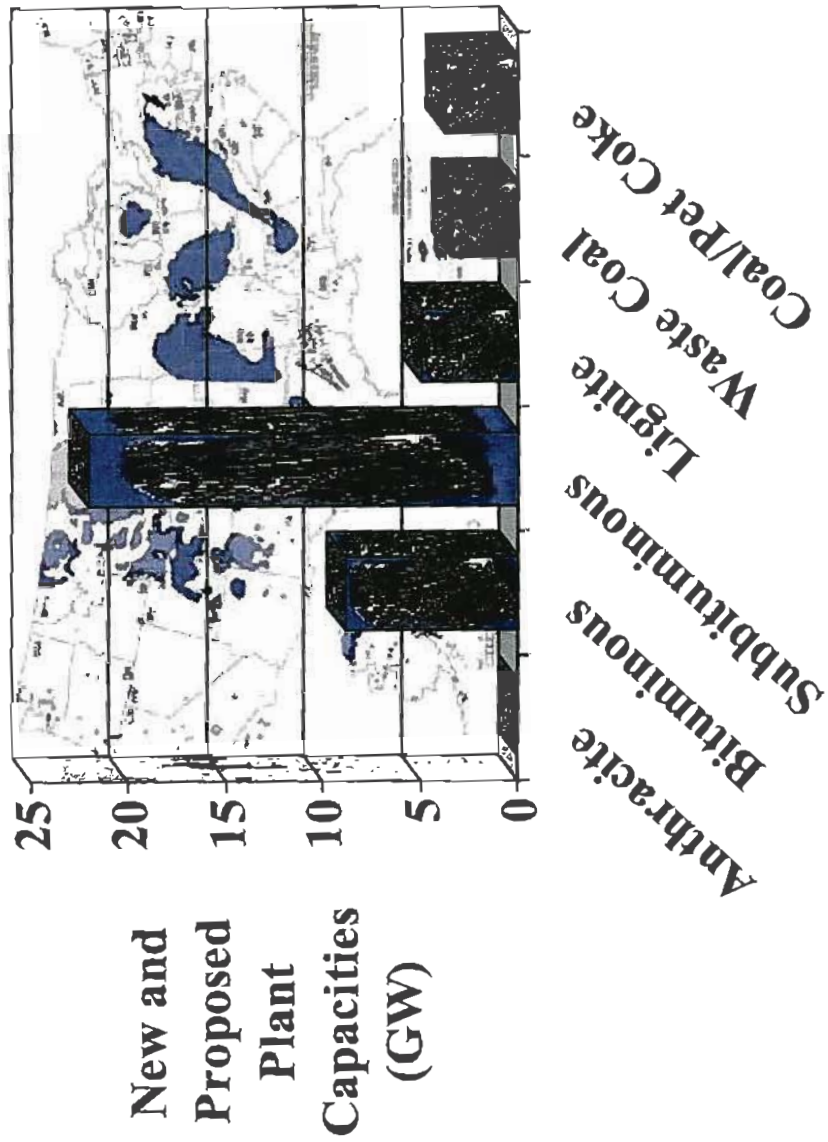 New and
Proposed
Plant
Capacities
(GW)
25
20
15
10
5
0
Anthracite
Bituminous
Subbituminous
Lignite
Waste Coal
Coal/Pet Coke